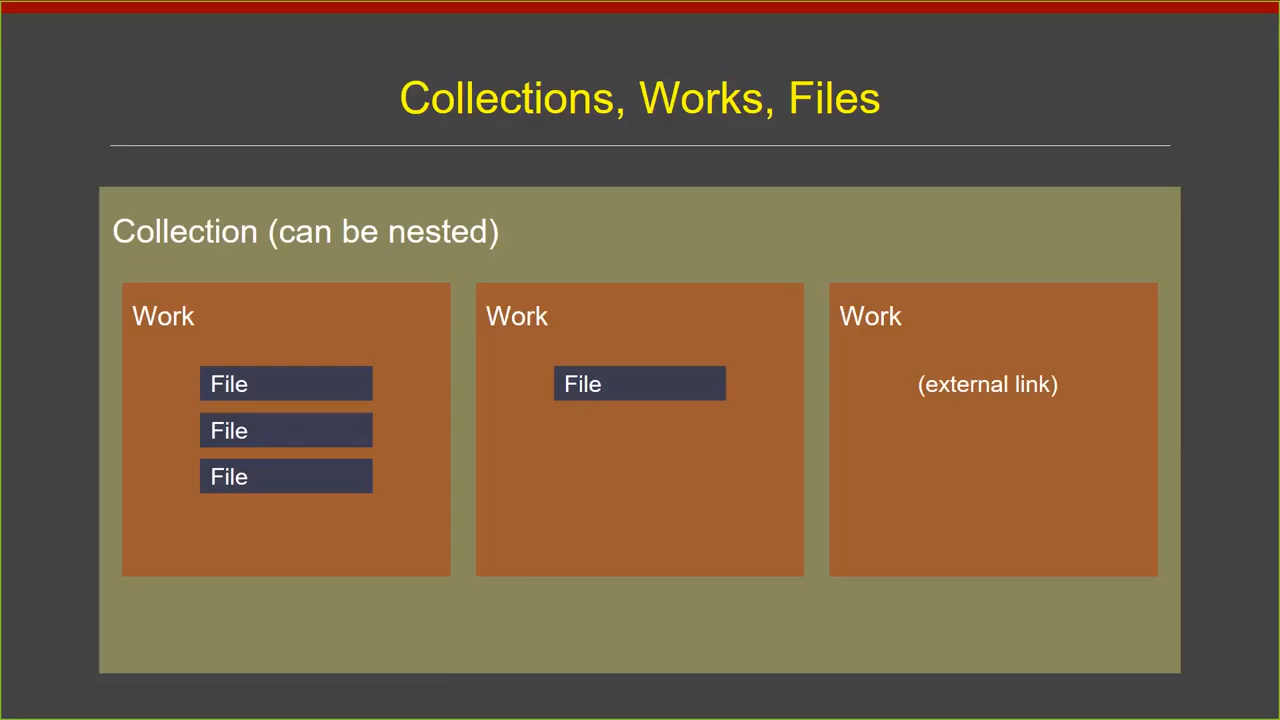 Collections, Works, Files
Collection (can be nested)
Work
File
File
File
Work
File
Work
(external link)